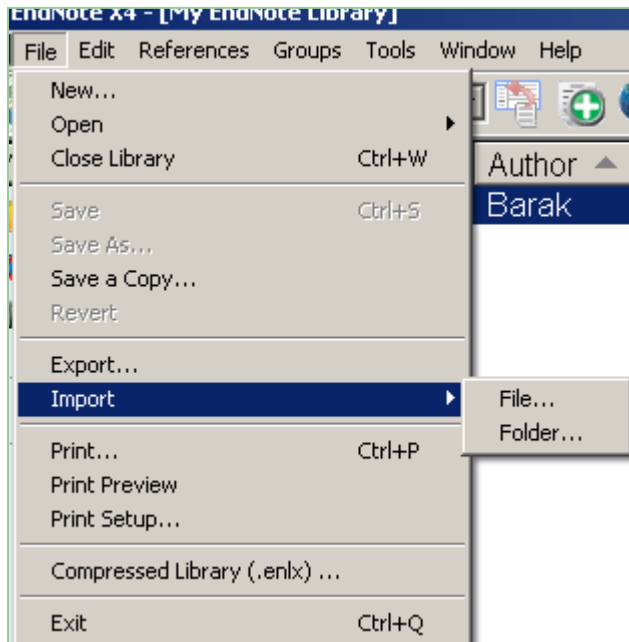 EndNote X4 - [My EndNote Library]
File Edit References Groups Tools Window Help
New...
Open
Close Library Ctrl+W
Author
Save Ctrl+S
Barak
Save As...
Save a Copy...
Revert
Export...
Import
File...
Folder...
Print... Ctrl+P
Print Preview
Print Setup...
Compressed Library (.enlx) ...
Exit Ctrl+Q